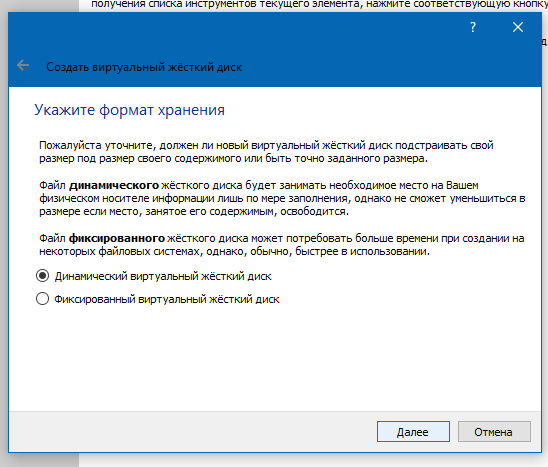 получения списка инструментов текущего элемента, нажмите соответствующую кнопку
?
Создать виртуальный жёсткий диск
Укажите формат хранения
Пожалуйста уточните, должен ли новый виртуальный жёсткий диск подстраивать свой
размер под размер своего содержимого или быть точно заданного размера.
Файл динамического жёсткого диска будет занимать необходимое место на Вашем
физическом носителе информации лишь по мере заполнения, однако не сможет уменьшиться в
размере если место, занятое его содержимым, освободится.
Файл фиксированного жёсткого диска может потребовать больше времени при создании на
некоторых файловых системах, однако, обычно, быстрее в использовании.
Динамический виртуальный жёсткий диск
Фиксированный виртуальный жёсткий диск
Далее
Отмена